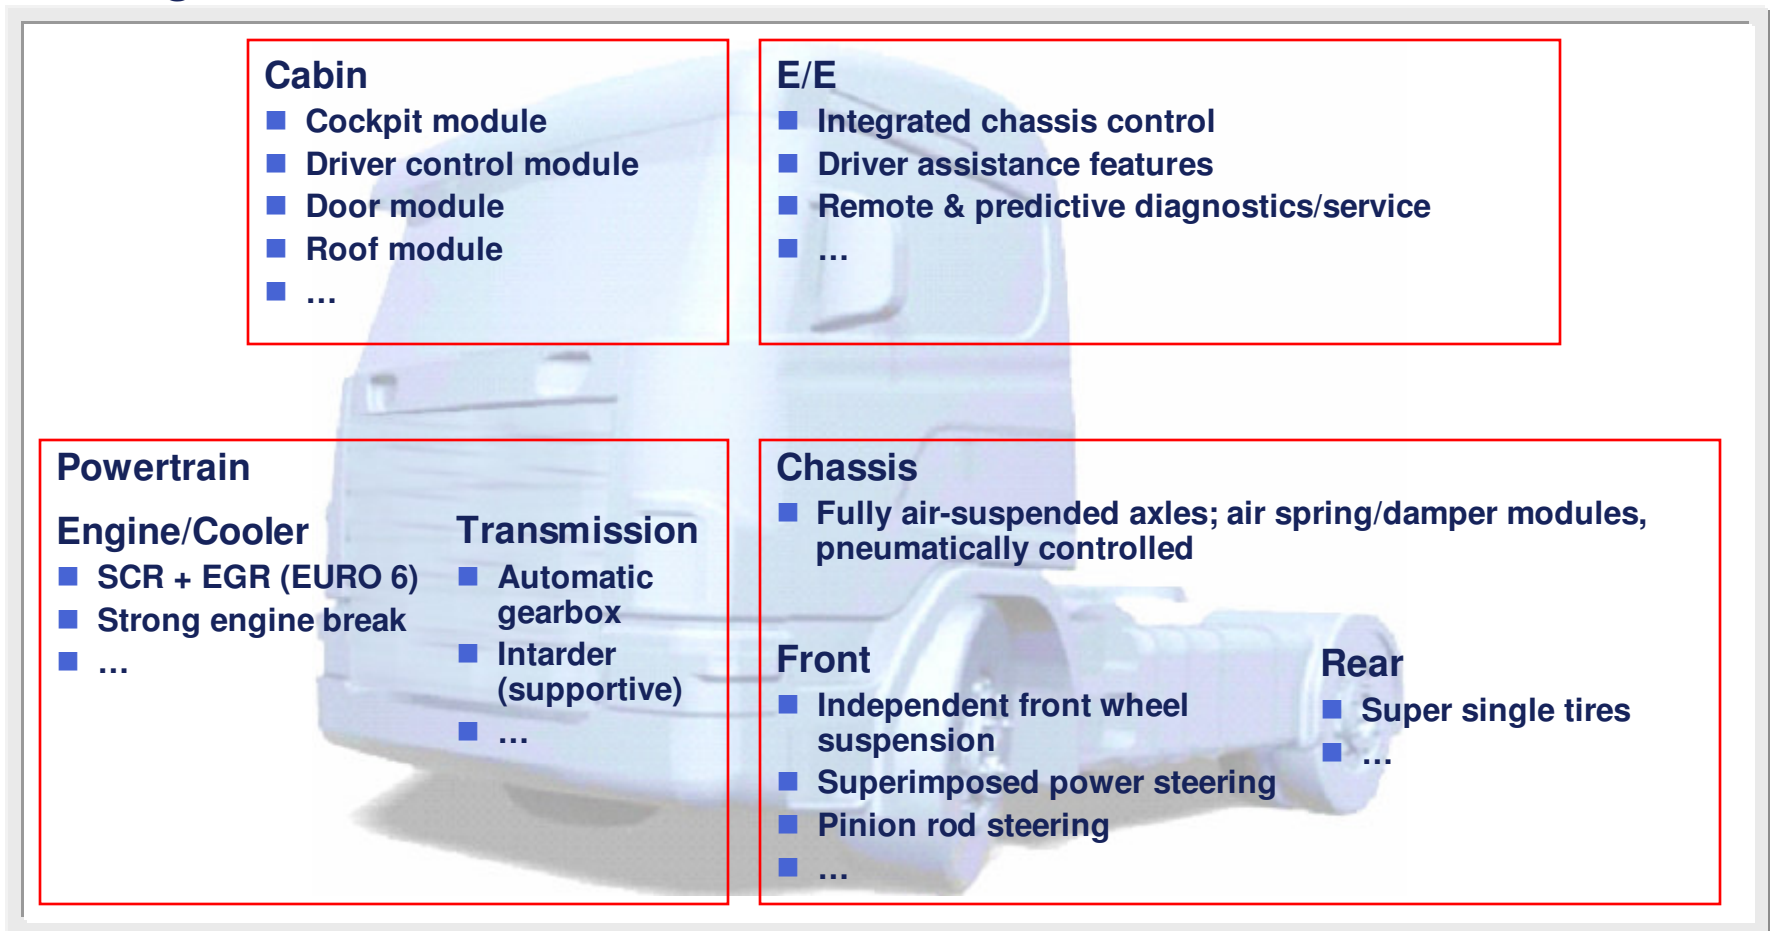 Cabin
Cockpit module
Driver control module
Door module
Roof module
…
E/E
Integrated chassis control
Driver assistance features
Remote & predictive diagnostics/service
…
Powertrain
Engine/Cooler
SCR + EGR (EURO 6)
Strong engine break
…
Transmission
Automatic
gearbox
Intarder
(supportive)
…
Chassis
Fully air-suspended axles; air spring/damper modules,
pneumatically controlled
Front
Independent front wheel
suspension
Superimposed power steering
Pinion rod steering
…
Rear
Super single tires
…